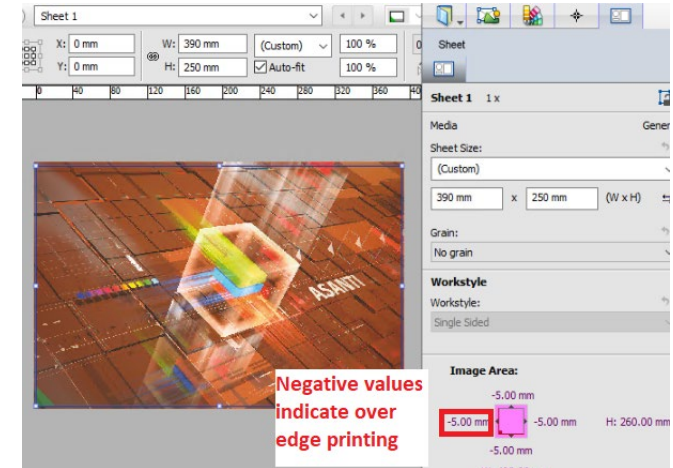 Sheet 1
X: 0 mm W: 390 mm (Custom) 100 %
Y: 0 mm H: 250 mm Auto-fit 100 %
0 40 80 120 160 200 240 280 320 360 40
ASANTI
Negative values
indicate over
edge printing
Sheet
Sheet 1 1 x
Media Gener
Sheet Size:
(Custom)
390 mm x 250 mm (W x H)
Grain:
No grain
Workstyle
Workstyle:
Single Sided
Image Area:
-5.00 mm
-5.00 mm -5.00 mm H: 260.00 mm
-5.00 mm